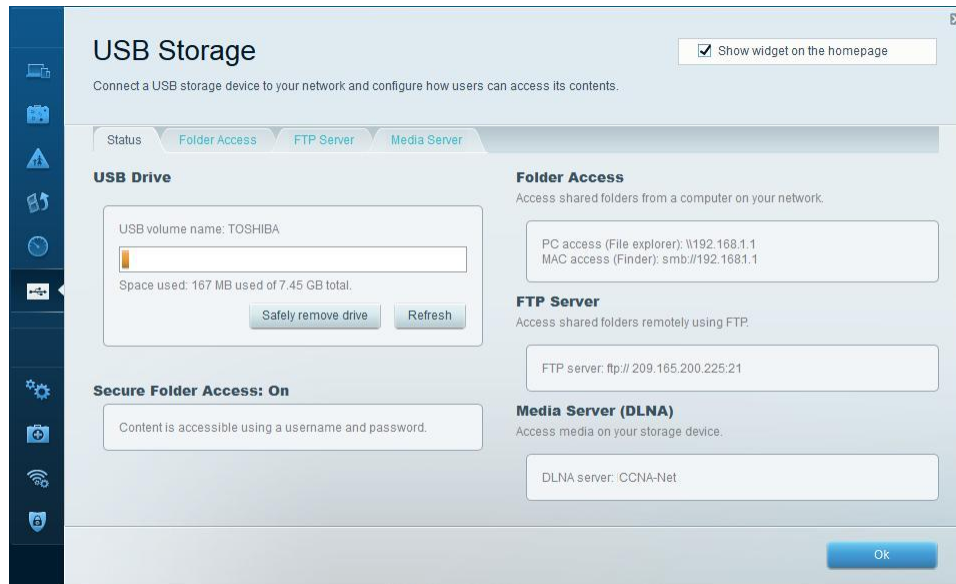 USB Storage
Show widget on the homepage
Connect a USB storage device to your network and configure how users can access its contents.
Status
Folder Access
FTP Server
Media Server
USB Drive
USB volume name: TOSHIBA
Space used: 167 MB used of 7.45 GB total.
Safely remove drive
Refresh
Secure Folder Access: On
Content is accessible using a username and password.
Folder Access
Access shared folders from a computer on your network.
PC access (File explorer): \\192.168.1.1
MAC access (Finder): smb://192.168.1.1
FTP Server
Access shared folders remotely using FTP.
FTP server: ftp:// 209.165.200.225:21
Media Server (DLNA)
Access media on your storage device.
DLNA server: CCNA-Net
Ok